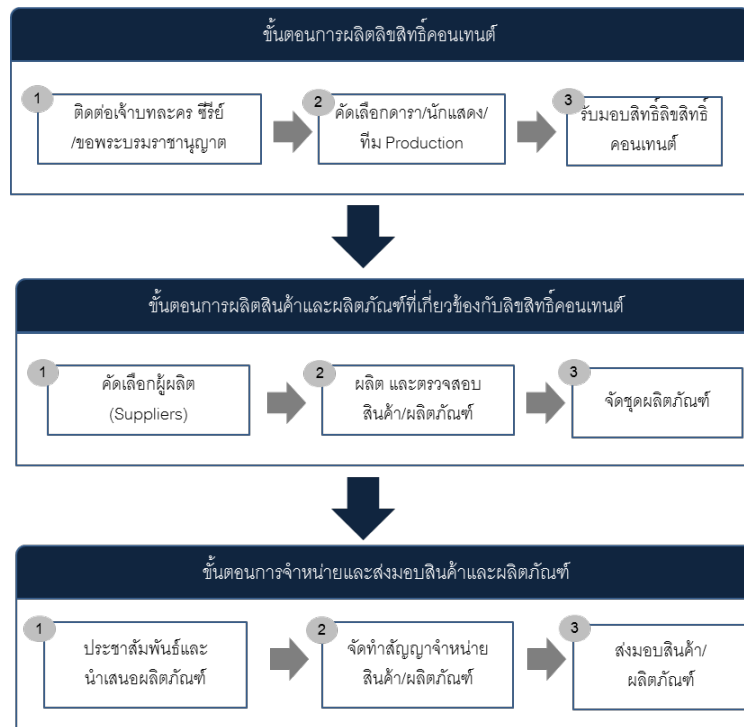 ขั้นตอนการผลิตลิขสิทธิ์คอนเทนต์
1
ติดต่อเจ้าบทละคร ซีรีย์
/ขอพระบรมราชานุญาต
2
คัดเลือกดารา/นักแสดง/
ทีม Production
3
รับมอบสิทธิ์ลิขสิทธิ์
คอนเทนต์
ขั้นตอนการผลิตสินค้าและผลิตภัณฑ์ที่เกี่ยวข้องกับลิขสิทธิ์คอนเทนต์
1
คัดเลือกผู้ผลิต
(Suppliers)
2
ผลิต และตรวจสอบ
สินค้า/ผลิตภัณฑ์
3
จัดชุดผลิตภัณฑ์
ขั้นตอนการจำหน่ายและส่งมอบสินค้าและผลิตภัณฑ์
1
ประชาสัมพันธ์และ
นำเสนอผลิตภัณฑ์
2
จัดทำสัญญาจำหน่าย
สินค้า/ผลิตภัณฑ์
3
ส่งมอบสินค้า/
ผลิตภัณฑ์